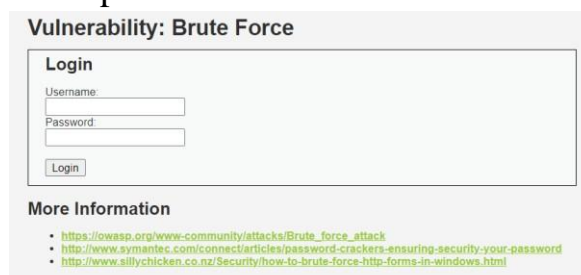 Vulnerability: Brute Force
Login
Username:
Password:
Login
More Information
https://owasp.org/www-community/attacks/Brute_force_attack
http://www.symantec.com/connect/articles/password-crackers-ensuring-security-your-password
http://www.sillychicken.co.nz/Security/how-to-brute-force-http-forms-in-windows.html